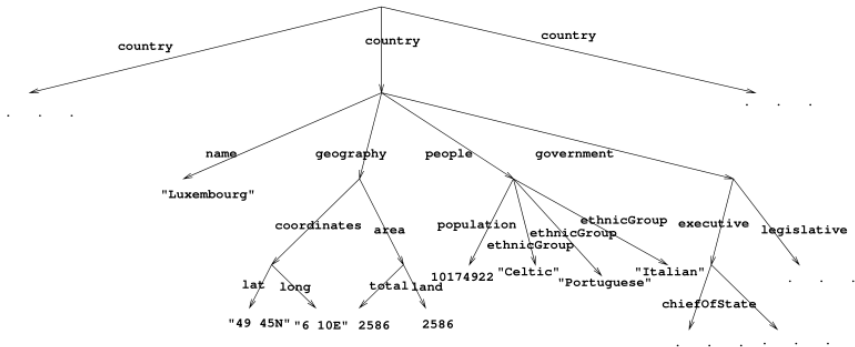 country country country
. . . . . .
name geography people government
"Luxembourg"
coordinates area population ethnicGroup ethnicGroup ethnicGroup executive legislative
10174922 "Celtic" "Portuguese" "Italian" . . .
lat long total land chiefOfState
"49 45N" "6 10E" 2586 2586
. . . . . .